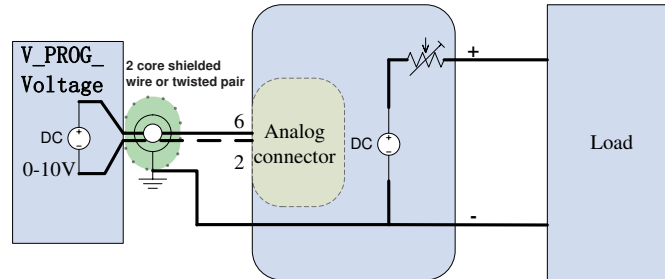 V_PROG_
Voltage
DC
0-10V
2 core shielded
wire or twisted pair
6
2
Analog
connector
DC
+
-
Load